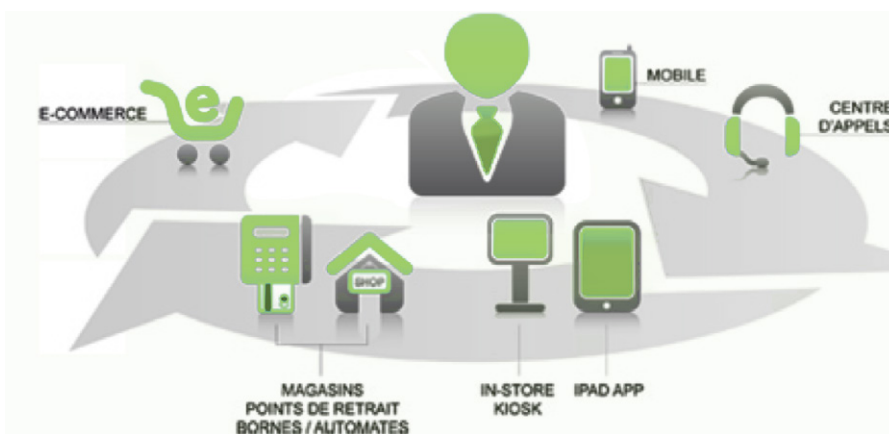 MOBILE
E-COMMERCE
e
CENTRE
D'APPELS
SHOP
MAGASINS
POINTS DE RETRAIT
BORNES / AUTOMATES
IN-STORE
KIOSK
IPAD APP